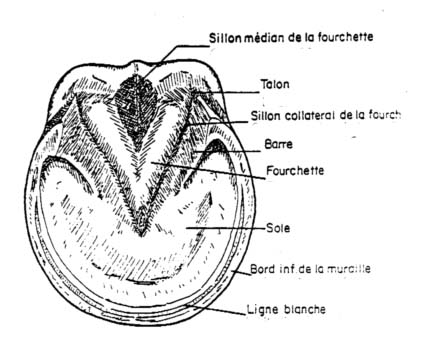 Sillon médian de la fourchette
Talon
Sillon collateral de la fourch
Barre
Fourchette
Sole
Bord inf. de la muraille
Ligne blanche